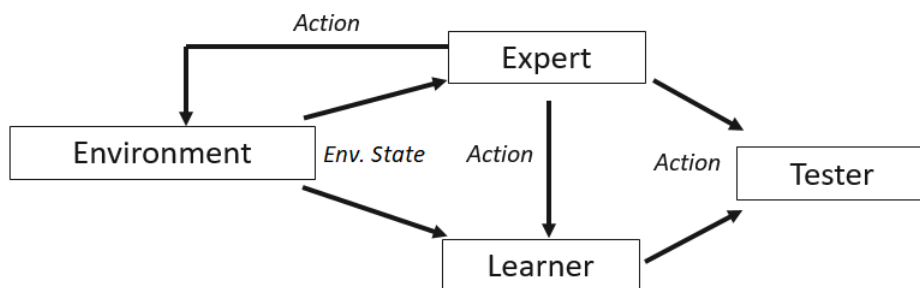 Action
Expert
Environment
Env. State
Action
Action
Tester
Learner